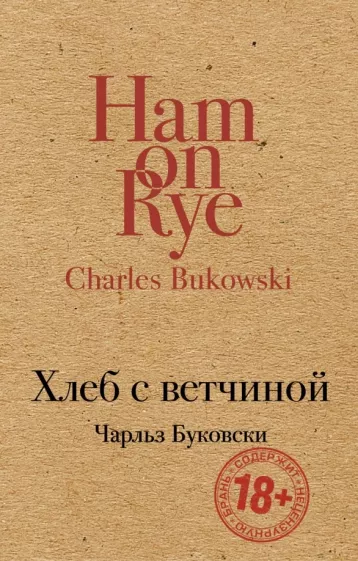 Ham
on
Rye
Charles Bukowski
Хлеб с ветчиной
Чарльз Буковски
СОДЕРЖИТ НЕЦЕНЗУРНУЮ БРАНЬ
18+